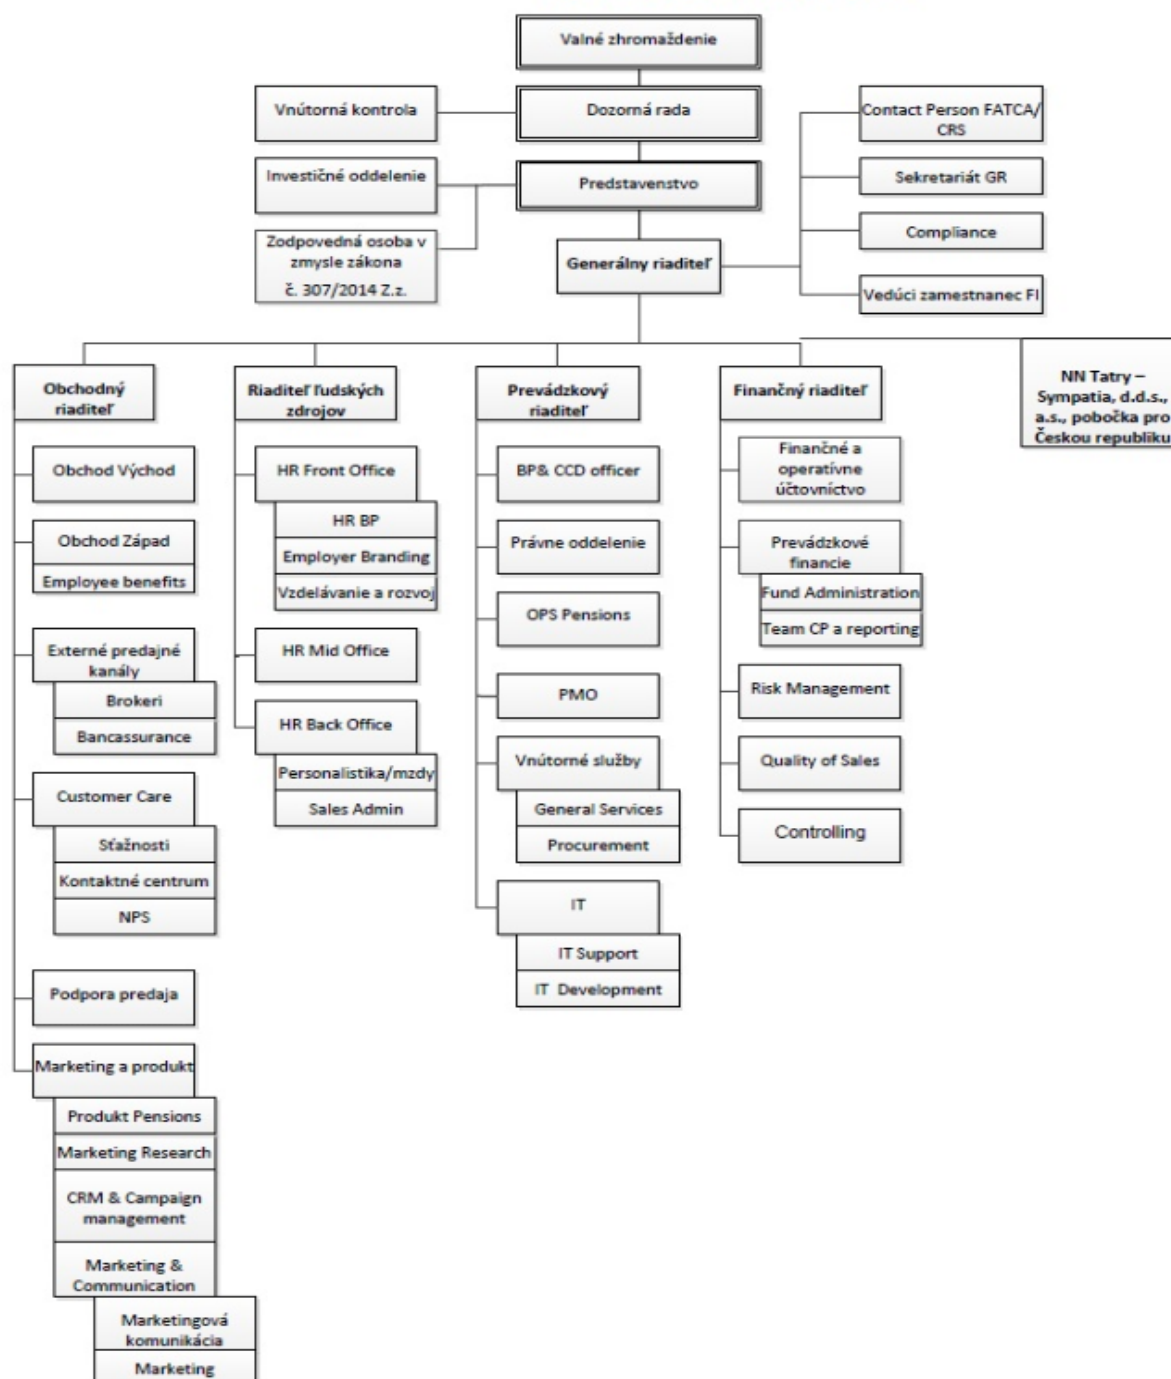 Valné zhromaždenie
Vnútorná kontrola
Dozorná rada
Contact Person FATCA/
CRS
Investičné oddelenie
Predstavenstvo
Sekretariát GR
Zodpovedná osoba v
zmysle zákona
č. 307/2014 Z.z.
Generálny riaditeľ
Compliance
Vedúci zamestnanec FI
Obchodný
riaditeľ
Riaditeľ ľudských
zdrojov
Prevádzkový
riaditeľ
Finančný riaditeľ
NN Tatry –
Sympatia, d.d.s.,
a.s., pobočka pro
Českou republiku
Obchod Východ
Obchod Západ
Employee benefits
Externé predajné
kanály
Brokeri
Bancassurance
Customer Care
Sťažnosti
Kontaktné centrum
NPS
Podpora predaja
Marketing a produkt
Produkt Pensions
Marketing Research
CRM & Campaign
management
Marketing &
Communication
Marketingová
komunikácia
Marketing
HR Front Office
HR BP
Employer Branding
Vzdelávanie a rozvoj
HR Mid Office
HR Back Office
Personalistika/mzdy
Sales Admin
BP& CCD officer
Právne oddelenie
OPS Pensions
PMO
Vnútorné služby
General Services
Procurement
IT
IT Support
IT Development
Finančné a
operatívne
účtovníctvo
Prevádzkové
financie
Fund Administration
Team CP a reporting
Risk Management
Quality of Sales
Controlling